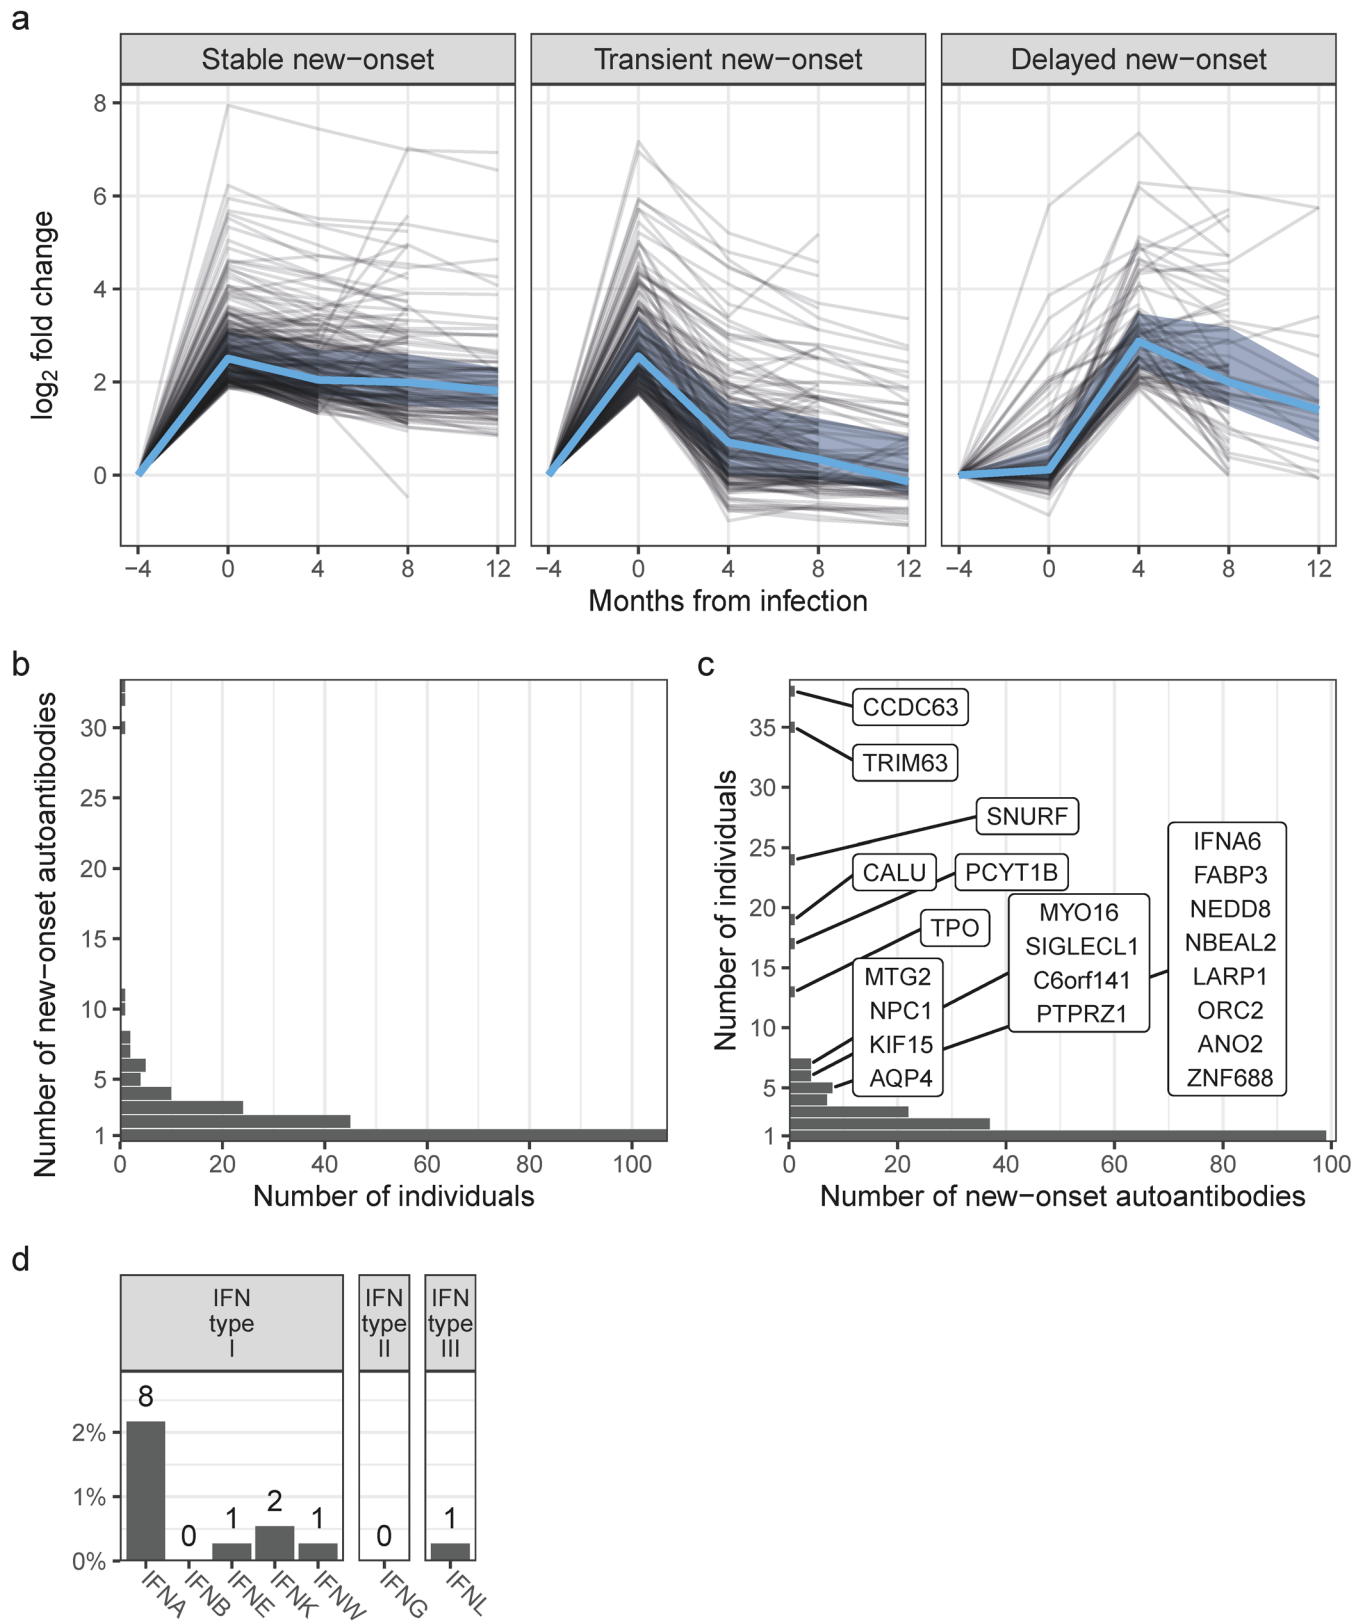 a
Stable new−onset
Transient new−onset
Delayed new−onset
log2 fold change
8
6
4
2
0
−4 0 4 8 12
−4 0 4 8 12
−4 0 4 8 12
Months from infection
b
Number of new−onset autoantibodies
30
25
20
15
10
5
1
0 20 40 60 80 100
Number of individuals
c
Number of individuals
35
30
25
20
15
10
5
1
CCDC63
TRIM63
SNURF
CALU
PCYT1B
TPO
MTG2
NPC1
KIF15
AQP4
MYO16
SIGLECL1
C6orf141
PTPRZ1
IFNA6
FABP3
NEDD8
NBEAL2
LARP1
ORC2
ANO2
ZNF688
0 20 40 60 80 100
Number of new−onset autoantibodies
d
IFN
type
I
IFN
type
II
IFN
type
III
2%
1%
0%
8
0
1
2
1
0
1
IFNA
IFNB
IFNE
IFNK
IFNW
IFNG
IFNL